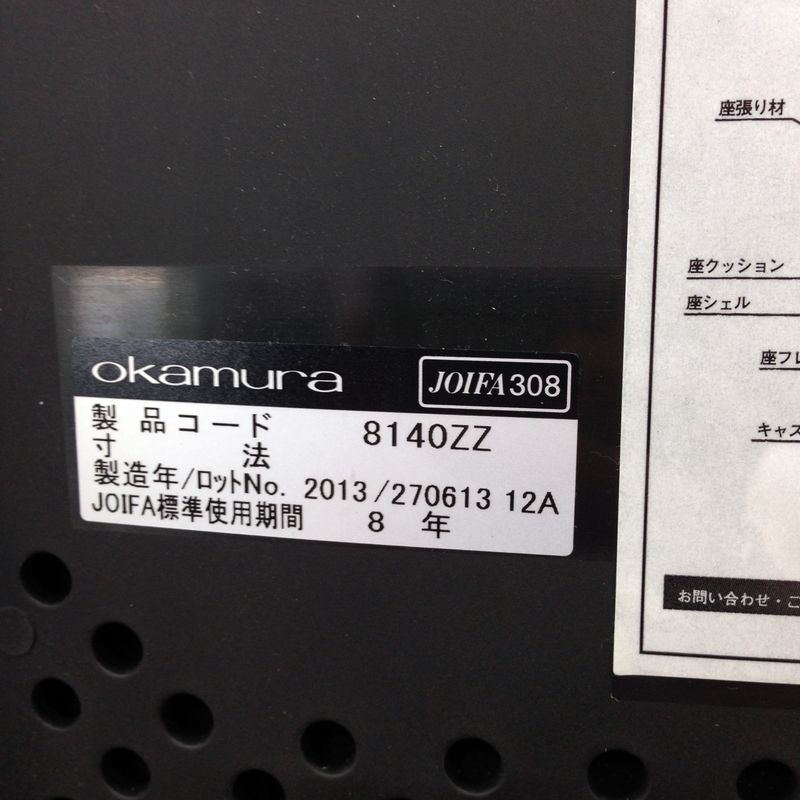 okamura JOIFA308
製品コード 8140ZZ
寸法
製造年/ロットNo. 2013/270613 12A
JOIFA標準使用期間 8 年
座張り材
座クッション
座シェル
座フレ
キャス
お問い合わせ・ご